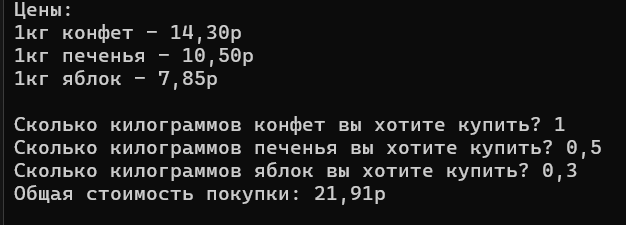 Цены:
1кг конфет - 14,30р
1кг печенья - 10,50р
1кг яблок - 7,85р
Сколько килограммов конфет вы хотите купить? 1
Сколько килограммов печенья вы хотите купить? 0,5
Сколько килограммов яблок вы хотите купить? 0,3
Общая стоимость покупки: 21,91р